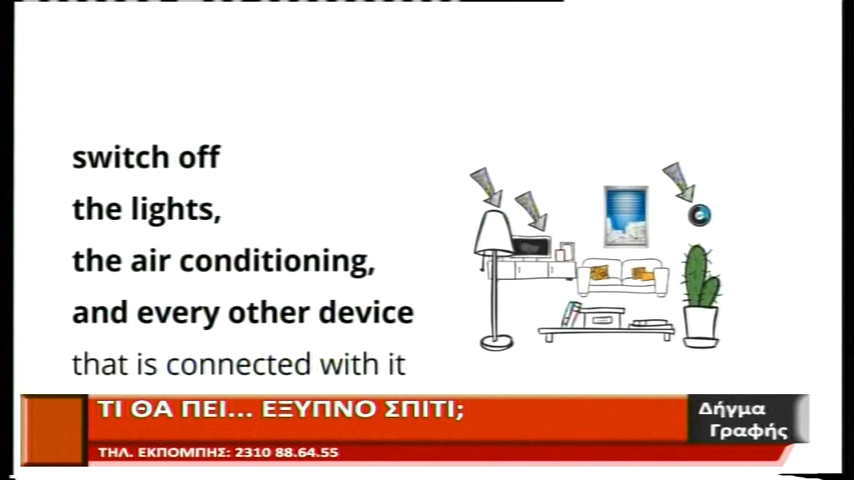 switch off
the lights,
the air conditioning,
and every other device
that is connected with it
ΤΙ ΘΑ ΠΕΙ... ΕΞΥΠΝΟ ΣΠΙΤΙ;
Δήγμα
Γραφής
ΤΗΛ. ΕΚΠΟΜΠΗΣ: 2310 88.64.55